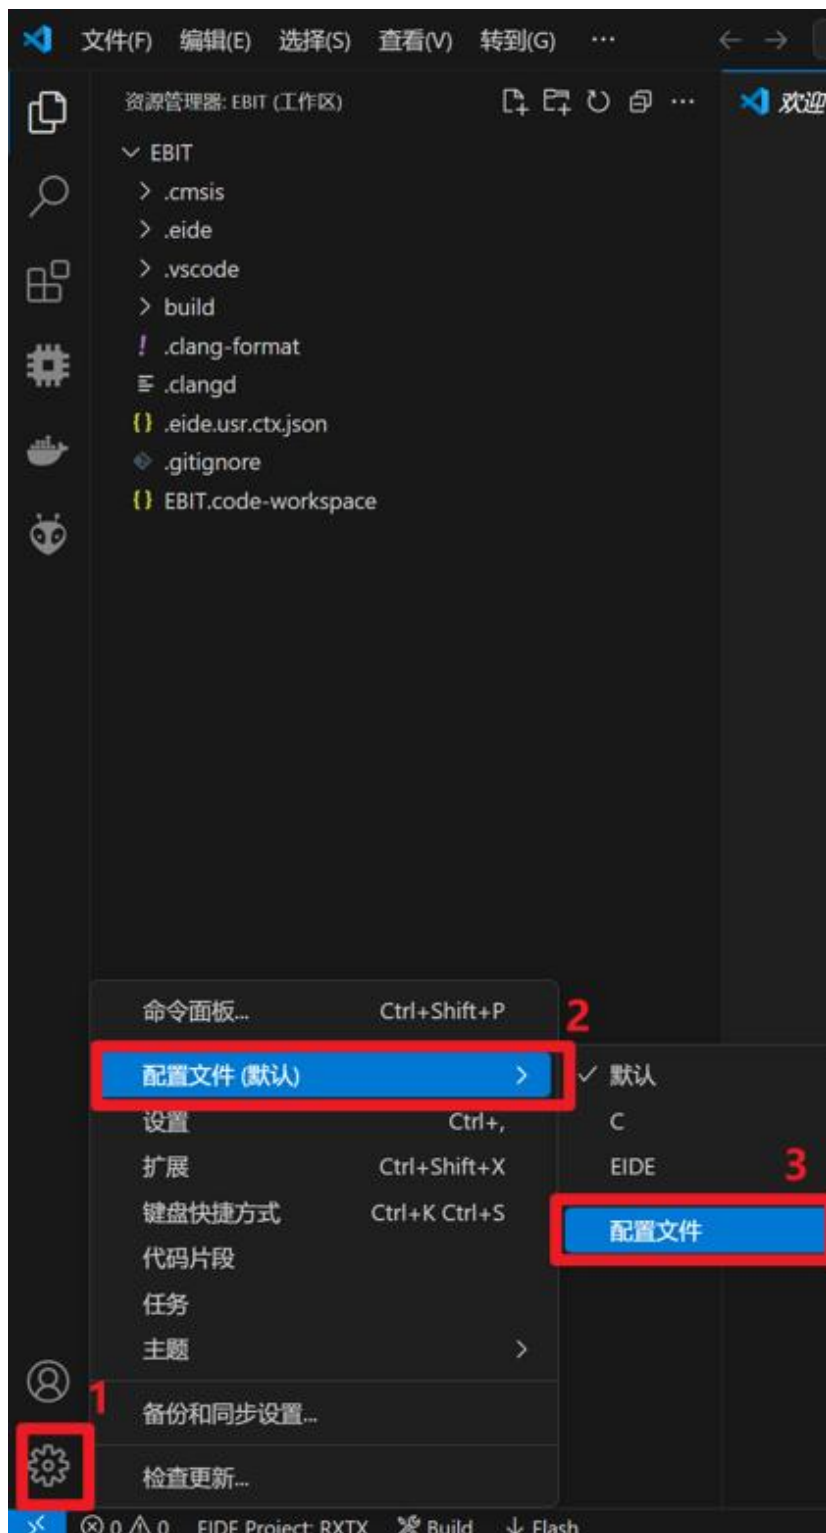 文件(F) 编辑(E) 选择(S) 查看(V) 转到(G) ···
资源管理器: EBIT (工作区) ···
欢迎
EBIT
.cmsis
.eide
.vscode
build
! .clang-format
.clangd
{} .eide.usr.ctx.json
.gitignore
{} EBIT.code-workspace
命令面板... Ctrl+Shift+P
2
配置文件 (默认) >
✓ 默认
设置 Ctrl+,
C
扩展 Ctrl+Shift+X
EIDE
3
键盘快捷方式 Ctrl+K Ctrl+S
配置文件
代码片段
任务
主题 >
1
备份和同步设置...
检查更新...
0 0 EIDE Project: RXTX Build Flash